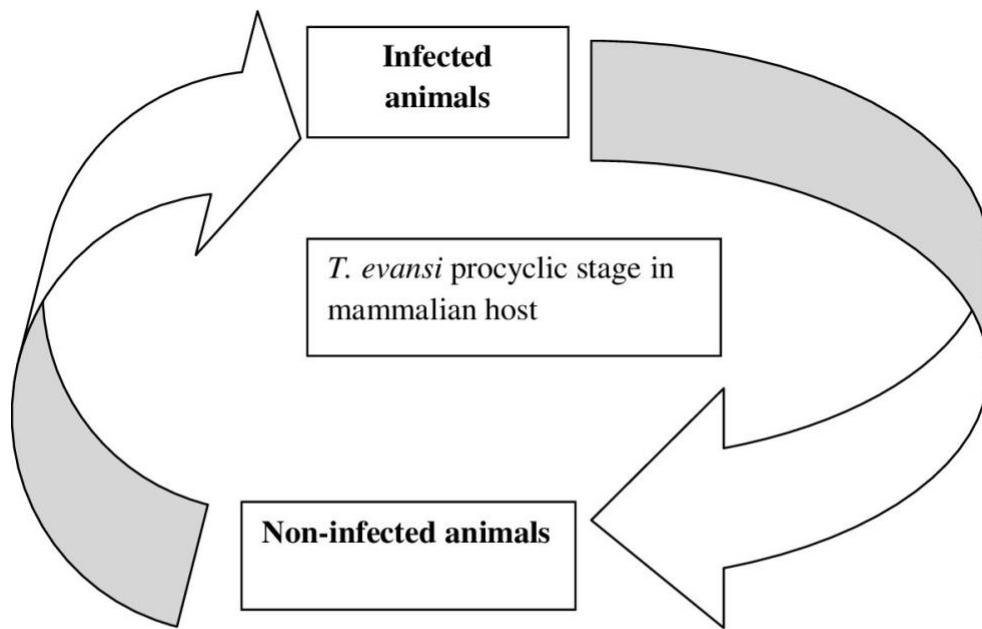 Infected
animals
T. evansi procyclic stage in
mammalian host
Non-infected animals